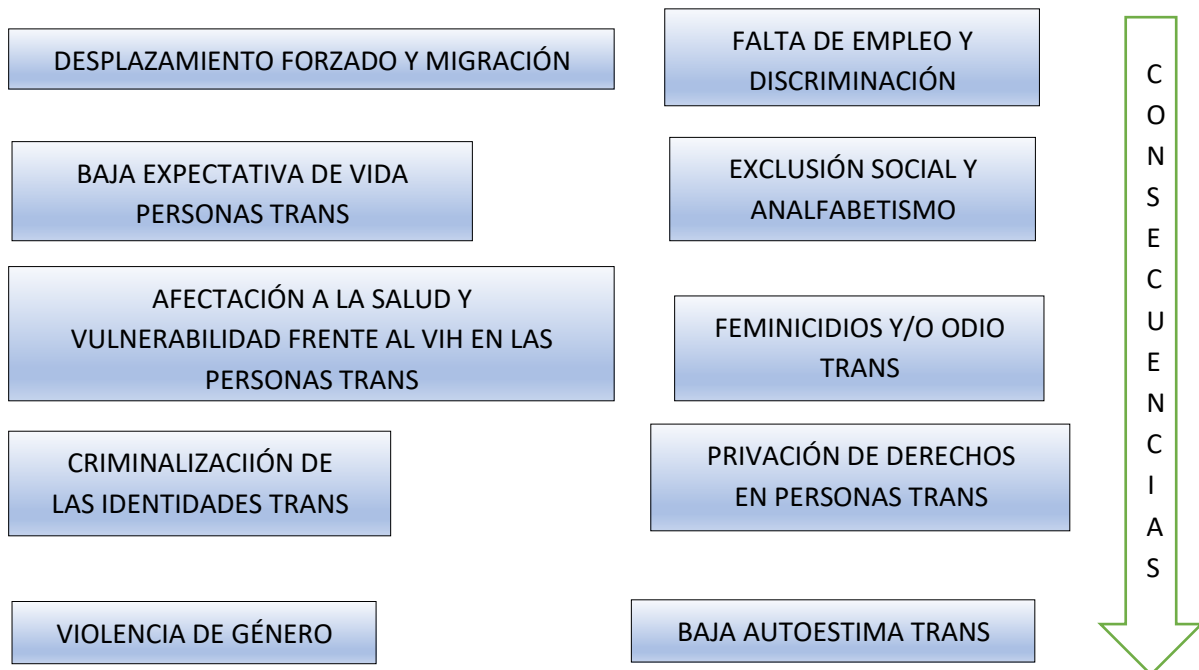 DESPLAZAMIENTO FORZADO Y MIGRACIÓN
FALTA DE EMPLEO Y
DISCRIMINACIÓN
BAJA EXPECTATIVA DE VIDA
PERSONAS TRANS
EXCLUSIÓN SOCIAL Y
ANALFABETISMO
AFECTACIÓN A LA SALUD Y
VULNERABILIDAD FRENTE AL VIH EN LAS
PERSONAS TRANS
FEMINICIDIOS Y/O ODIO
TRANS
CRIMINALIZACIIÓN DE
LAS IDENTIDADES TRANS
PRIVACIÓN DE DERECHOS
EN PERSONAS TRANS
VIOLENCIA DE GÉNERO
BAJA AUTOESTIMA TRANS
C
O
N
S
E
C
U
E
N
C
I
A
S